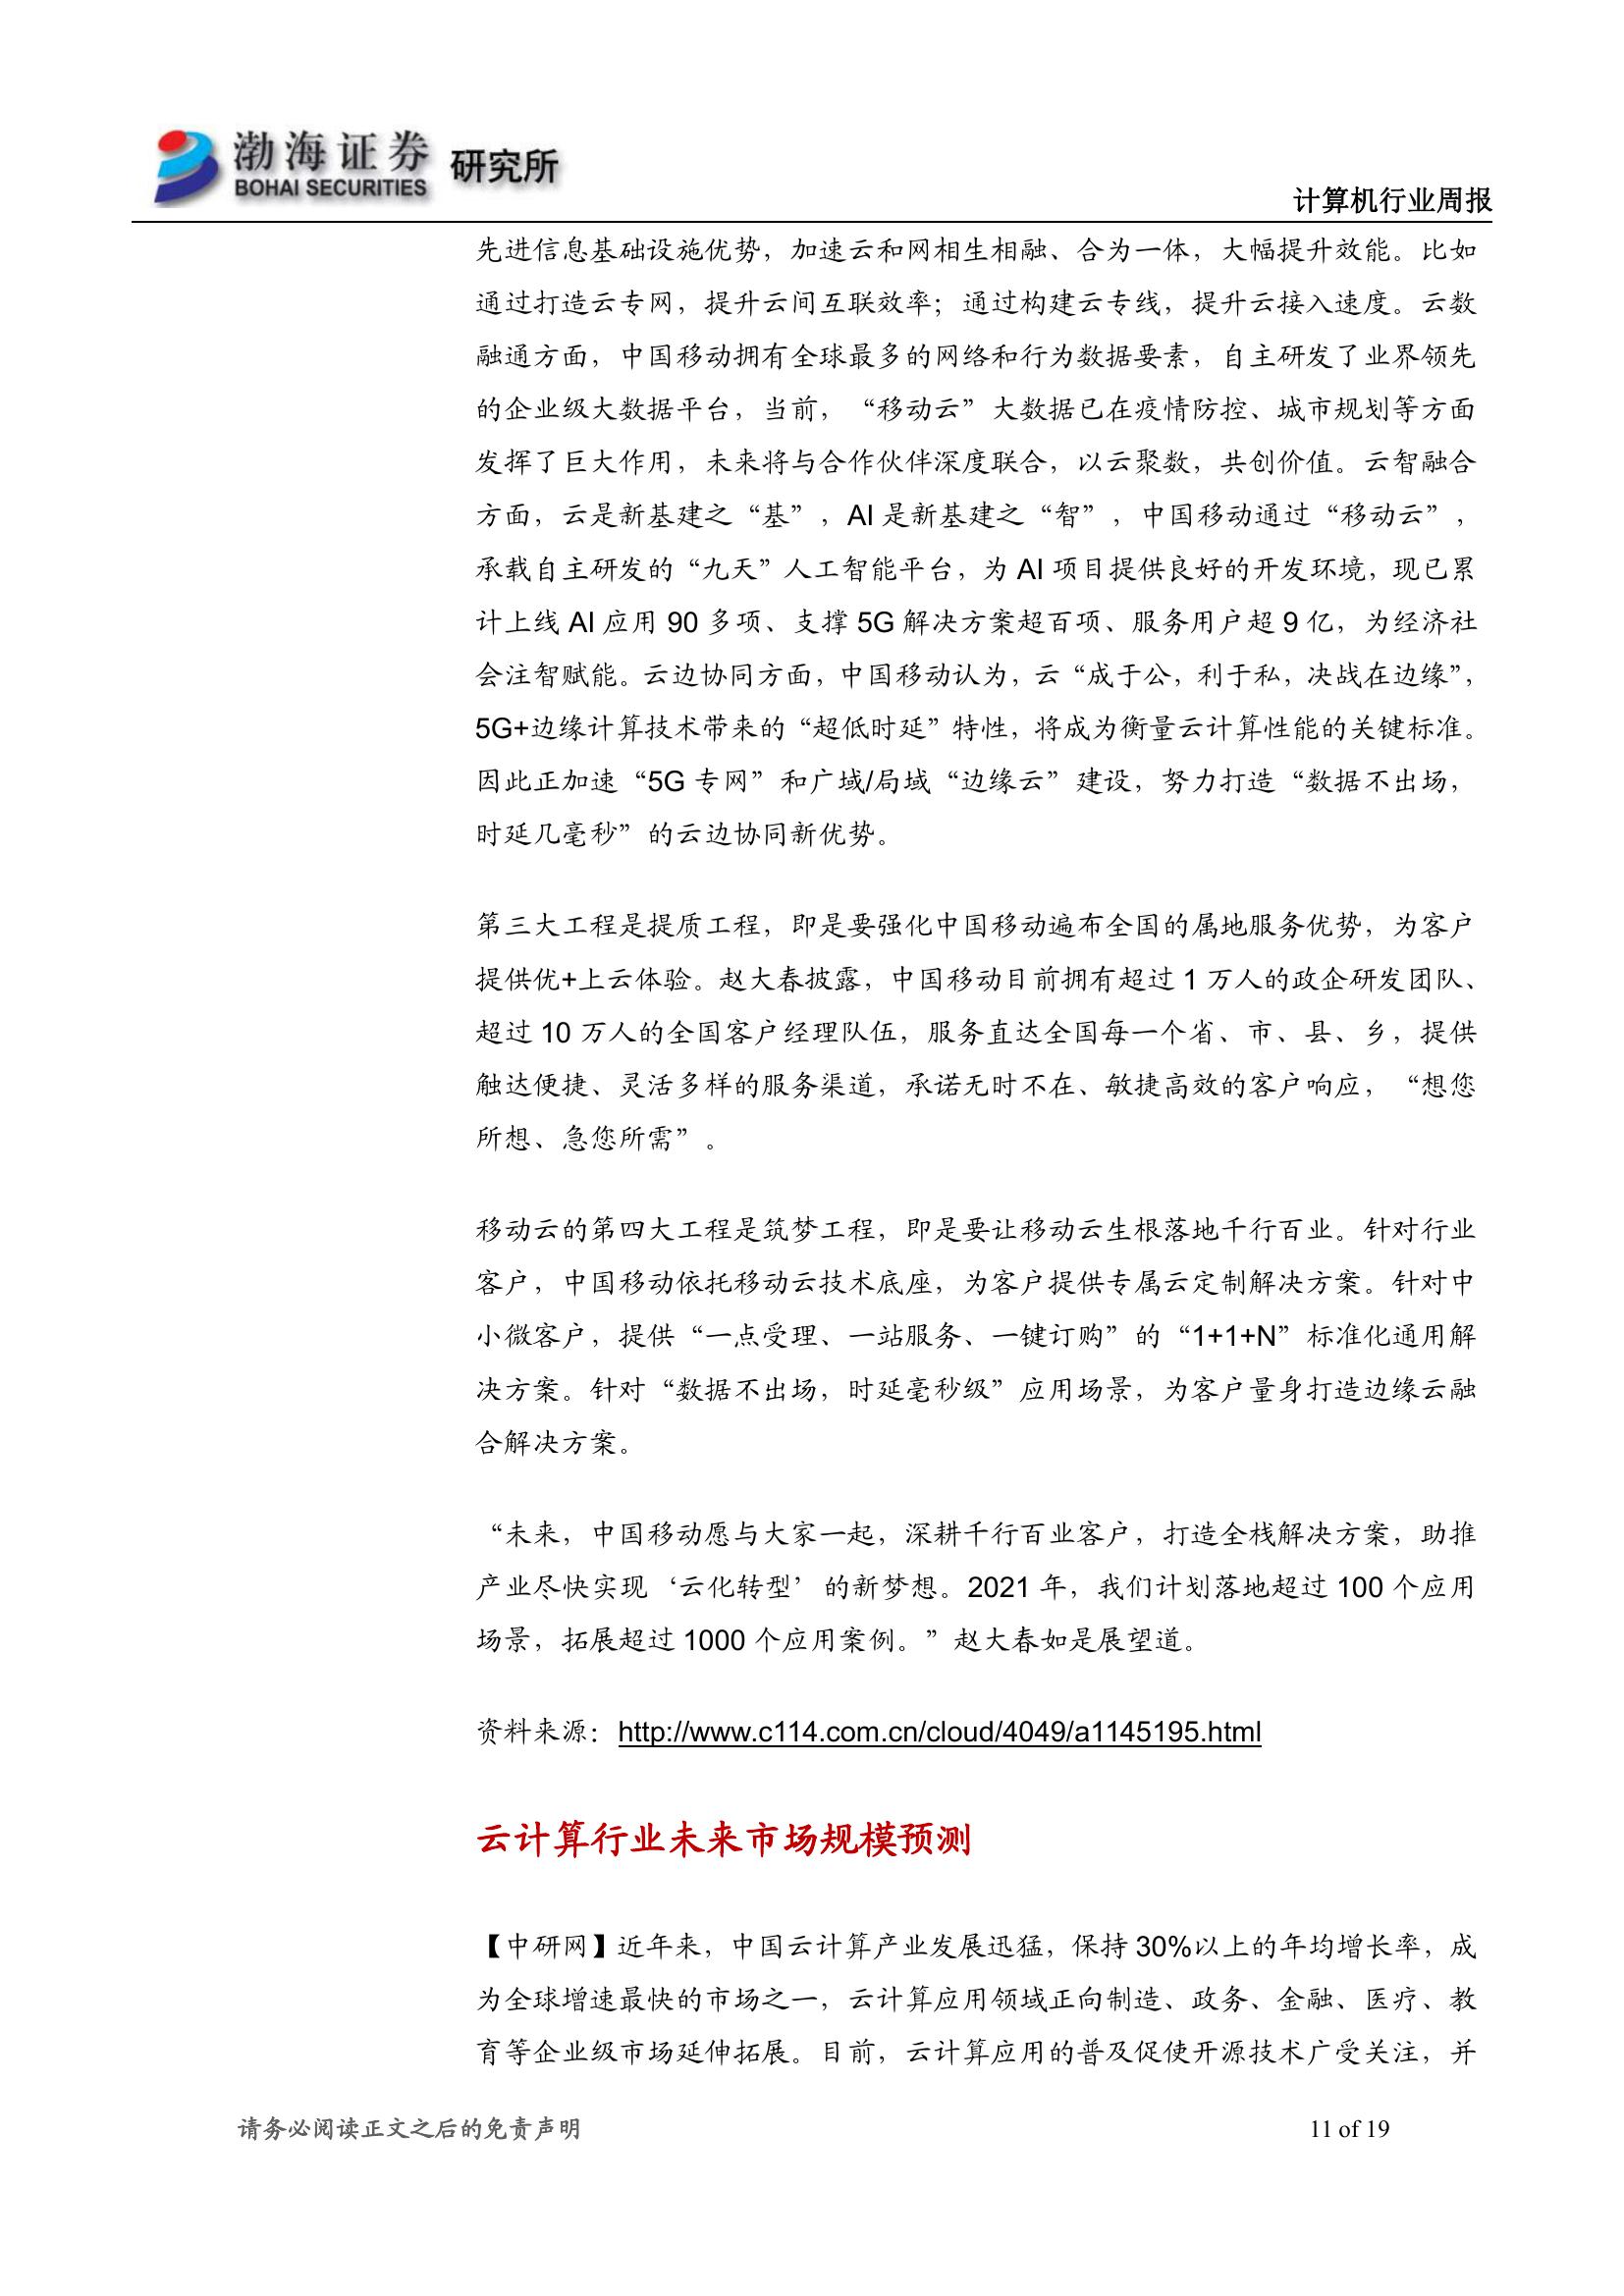 渤海证券 研究所
BOHAI SECURITIES
计算机行业周报
先进信息基础设施优势，加速云和网相生相融、合为一体，大幅提升效能。比如
通过打造云专网，提升云间互联效率；通过构建云专线，提升云接入速度。云数
融通方面，中国移动拥有全球最多的网络和行为数据要素，自主研发了业界领先
的企业级大数据平台，当前，“移动云”大数据已在疫情防控、城市规划等方面
发挥了巨大作用，未来将与合作伙伴深度联合，以云聚数，共创价值。云智融合
方面，云是新基建之“基”，AI 是新基建之“智”，中国移动通过“移动云”，
承载自主研发的“九天”人工智能平台，为 AI 项目提供良好的开发环境，现已累
计上线 AI 应用 90 多项、支撑 5G 解决方案超百项、服务用户超 9 亿，为经济社
会注智赋能。云边协同方面，中国移动认为，云“成于公，利于私，决战在边缘”，
5G+边缘计算技术带来的“超低时延”特性，将成为衡量云计算性能的关键标准。
因此正加速“5G 专网”和广域/局域“边缘云”建设，努力打造“数据不出场，
时延几毫秒”的云边协同新优势。
第三大工程是提质工程，即是要强化中国移动遍布全国的属地服务优势，为客户
提供优+上云体验。赵大春披露，中国移动目前拥有超过 1 万人的政企研发团队、
超过 10 万人的全国客户经理队伍，服务直达全国每一个省、市、县、乡，提供
触达便捷、灵活多样的服务渠道，承诺无时不在、敏捷高效的客户响应，“想您
所想、急您所需”。
移动云的第四大工程是筑梦工程，即是要让移动云生根落地千行百业。针对行业
客户，中国移动依托移动云技术底座，为客户提供专属云定制解决方案。针对中
小微客户，提供“一点受理、一站服务、一键订购”的“1+1+N”标准化通用解
决方案。针对“数据不出场，时延毫秒级”应用场景，为客户量身打造边缘云融
合解决方案。
“未来，中国移动愿与大家一起，深耕千行百业客户，打造全栈解决方案，助推
产业尽快实现‘云化转型’的新梦想。2021 年，我们计划落地超过 100 个应用
场景，拓展超过 1000 个应用案例。”赵大春如是展望道。
资料来源：http://www.c114.com.cn/cloud/4049/a1145195.html
云计算行业未来市场规模预测
【中研网】近年来，中国云计算产业发展迅猛，保持 30%以上的年均增长率，成
为全球增速最快的市场之一，云计算应用领域正向制造、政务、金融、医疗、教
育等企业级市场延伸拓展。目前，云计算应用的普及促使开源技术广受关注，并
请务必阅读正文之后的免责声明
11 of 19